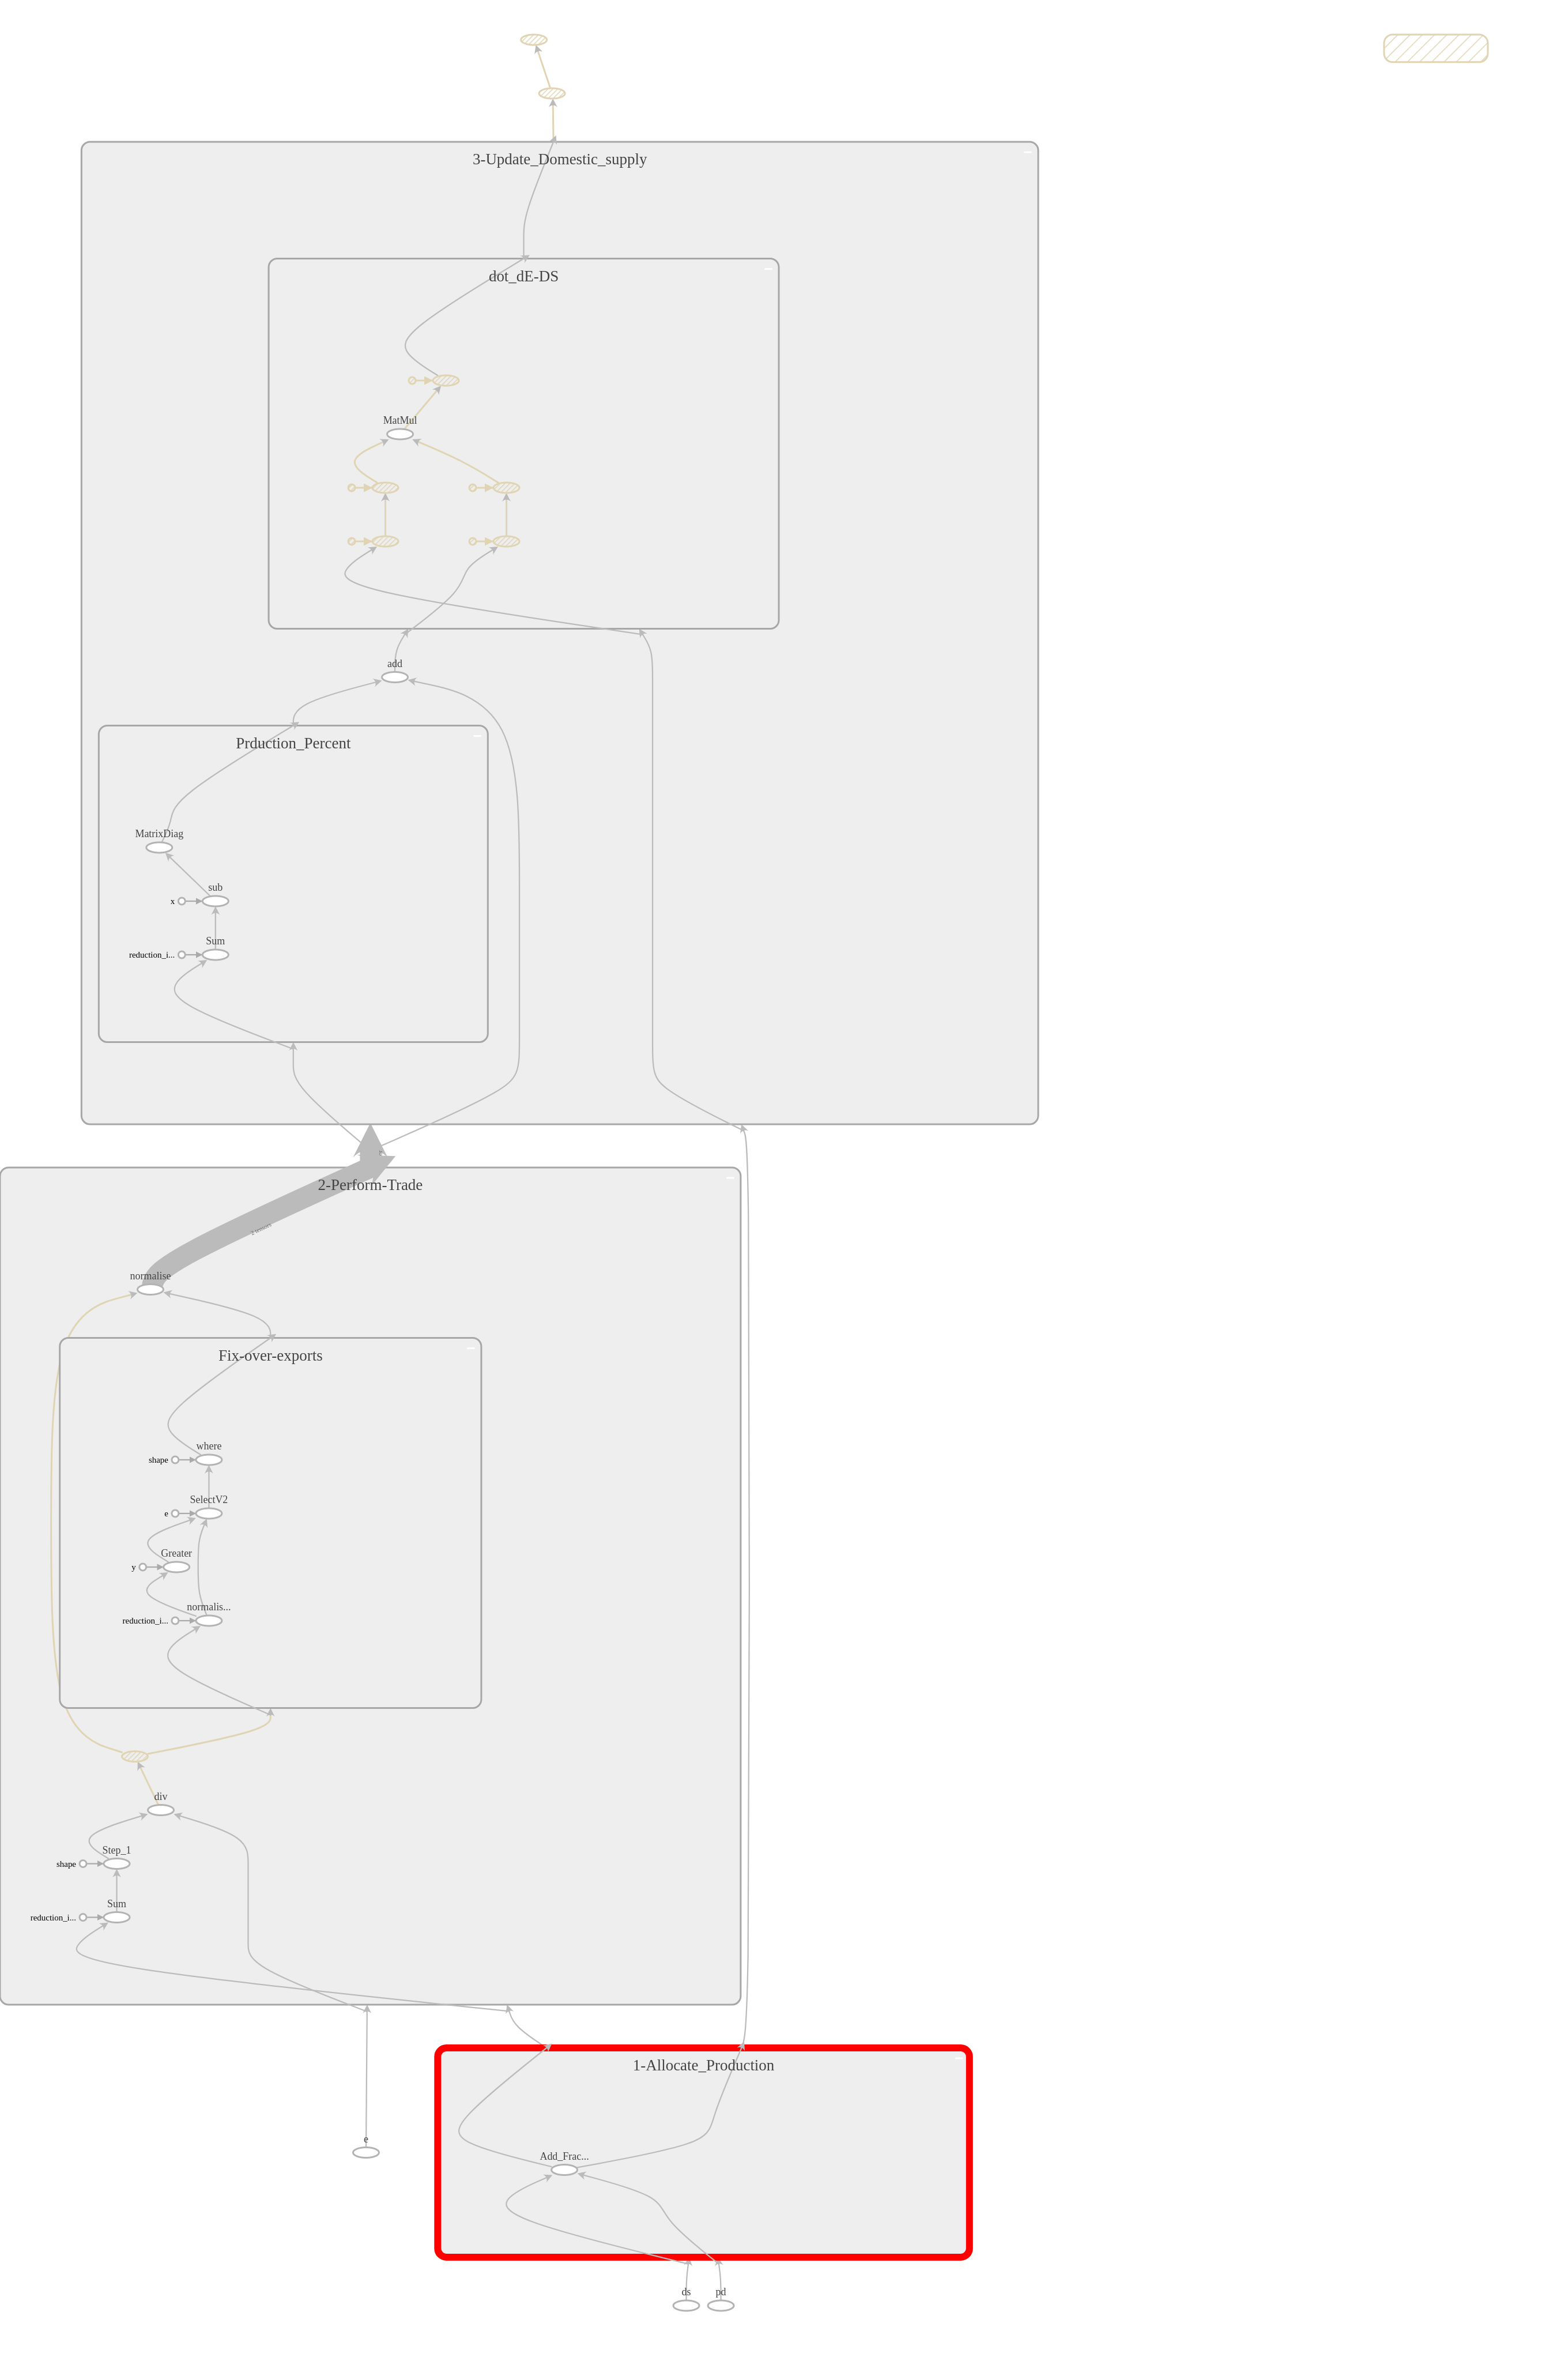 3-Update_Domestic_supply
dot_dE-DS
MatMul
add
Prduction_Percent
MatrixDiag
sub
x
Sum
reduction_i...
2-Perform-Trade
normalise
Fix-over-exports
where
shape
SelectV2
e
Greater
y
normalis...
reduction_i...
div
Step_1
shape
Sum
reduction_i...
1-Allocate_Production
e
Add_Frac...
ds
pd